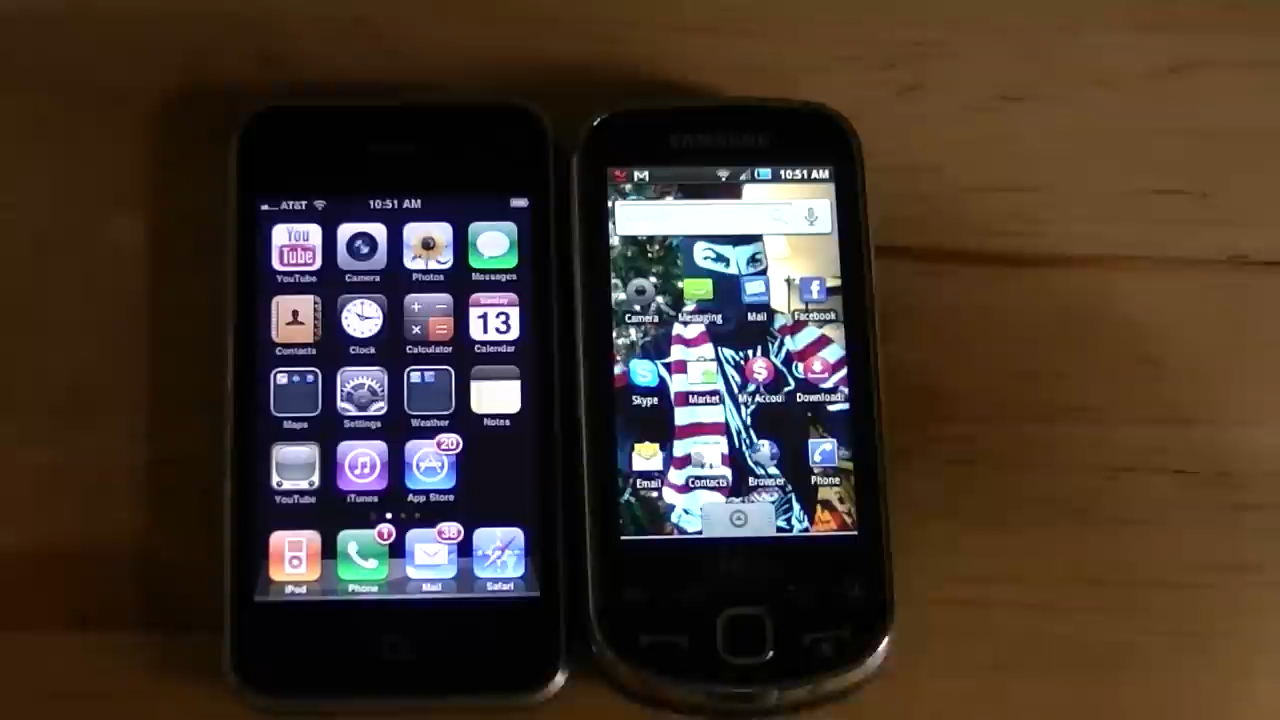 AT&T 10:51 AM
You
Tube
YouTube Camera Photos Messages
Sunday
13
Contacts Clock Calculator Calendar
Maps Settings Weather Notes
20
YouTube iTunes App Store
1 38
iPod Phone Mail Safari
SAMSUNG
10:51 AM
Camera Messaging Mail Facebook
Skype Market My Accou Downloads
Email Contacts Browser Phone